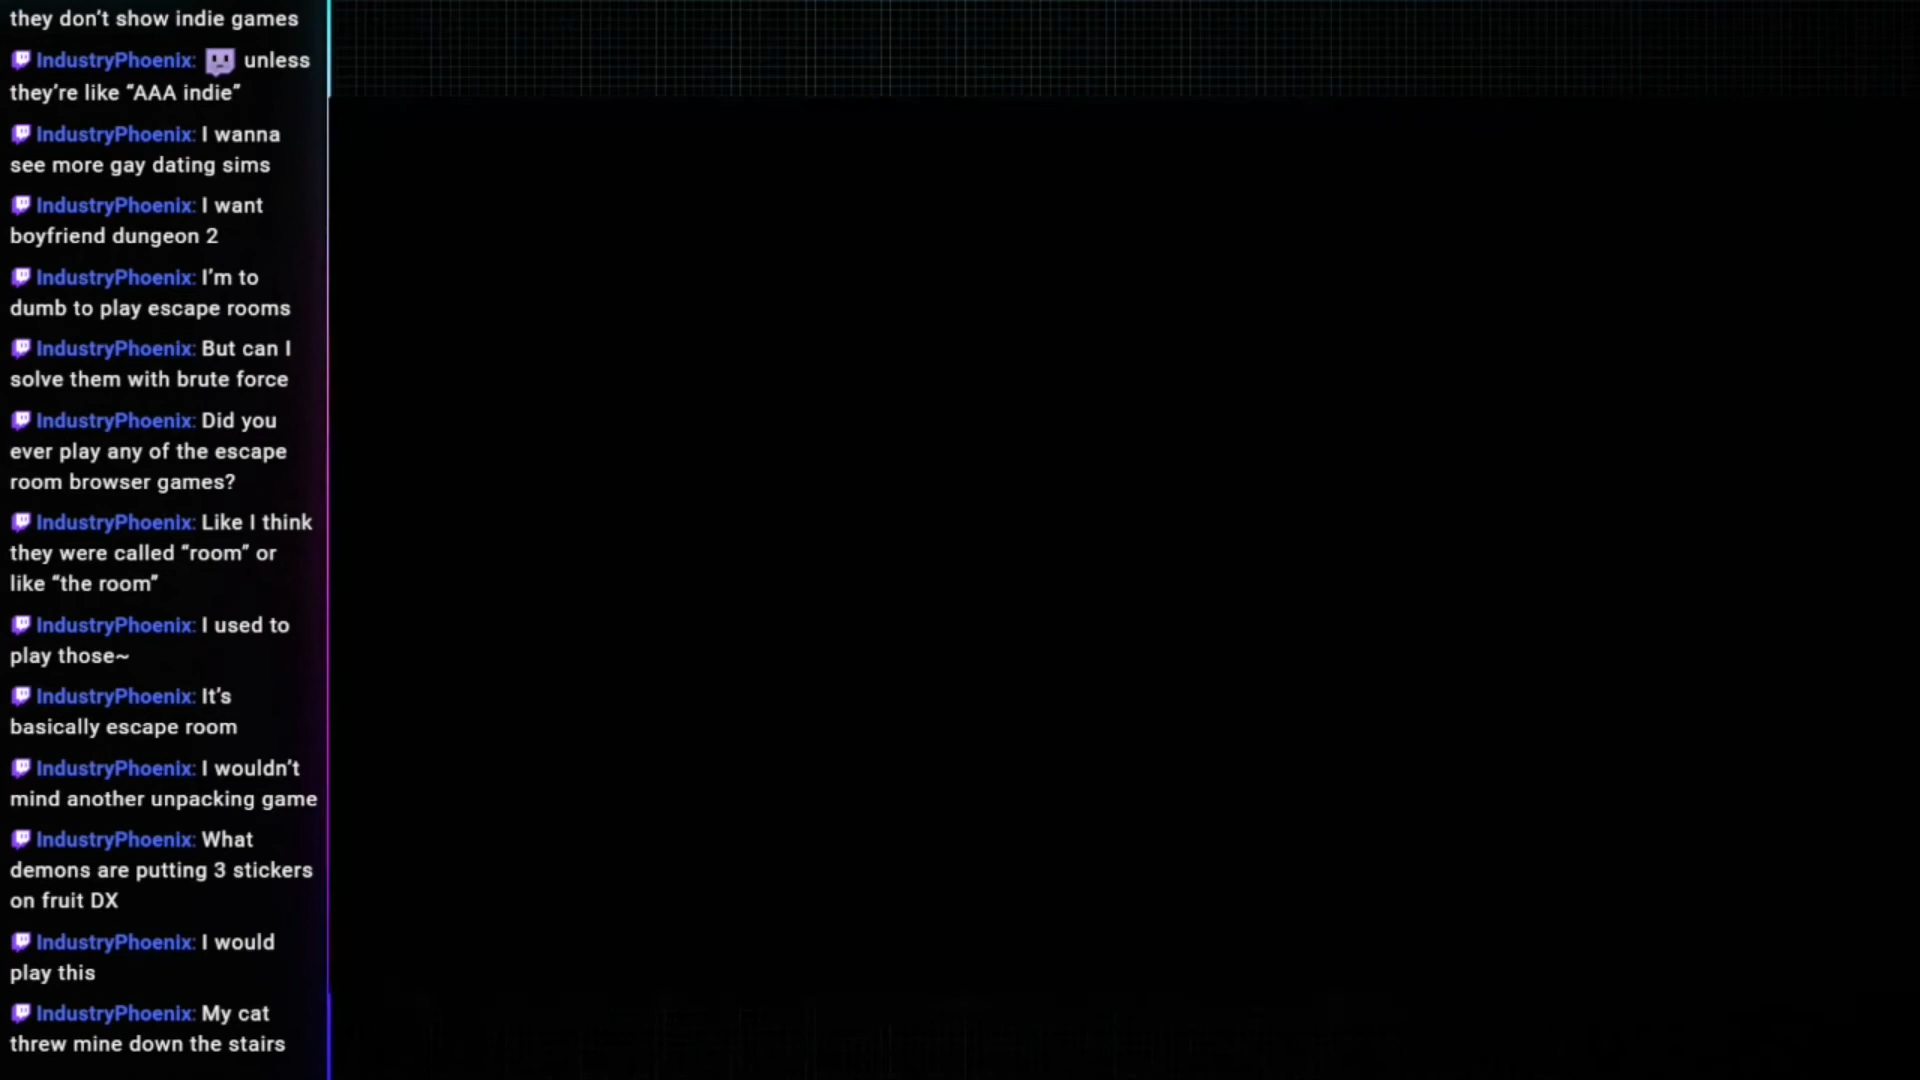 they don’t show indie games
IndustryPhoenix: unless
they’re like “AAA indie”
IndustryPhoenix: I wanna
see more gay dating sims
IndustryPhoenix: I want
boyfriend dungeon 2
IndustryPhoenix: I’m to
dumb to play escape rooms
IndustryPhoenix: But can I
solve them with brute force
IndustryPhoenix: Did you
ever play any of the escape
room browser games?
IndustryPhoenix: Like I think
they were called “room” or
like “the room”
IndustryPhoenix: I used to
play those~
IndustryPhoenix: It’s
basically escape room
IndustryPhoenix: I wouldn’t
mind another unpacking game
IndustryPhoenix: What
demons are putting 3 stickers
on fruit DX
IndustryPhoenix: I would
play this
IndustryPhoenix: My cat
threw mine down the stairs